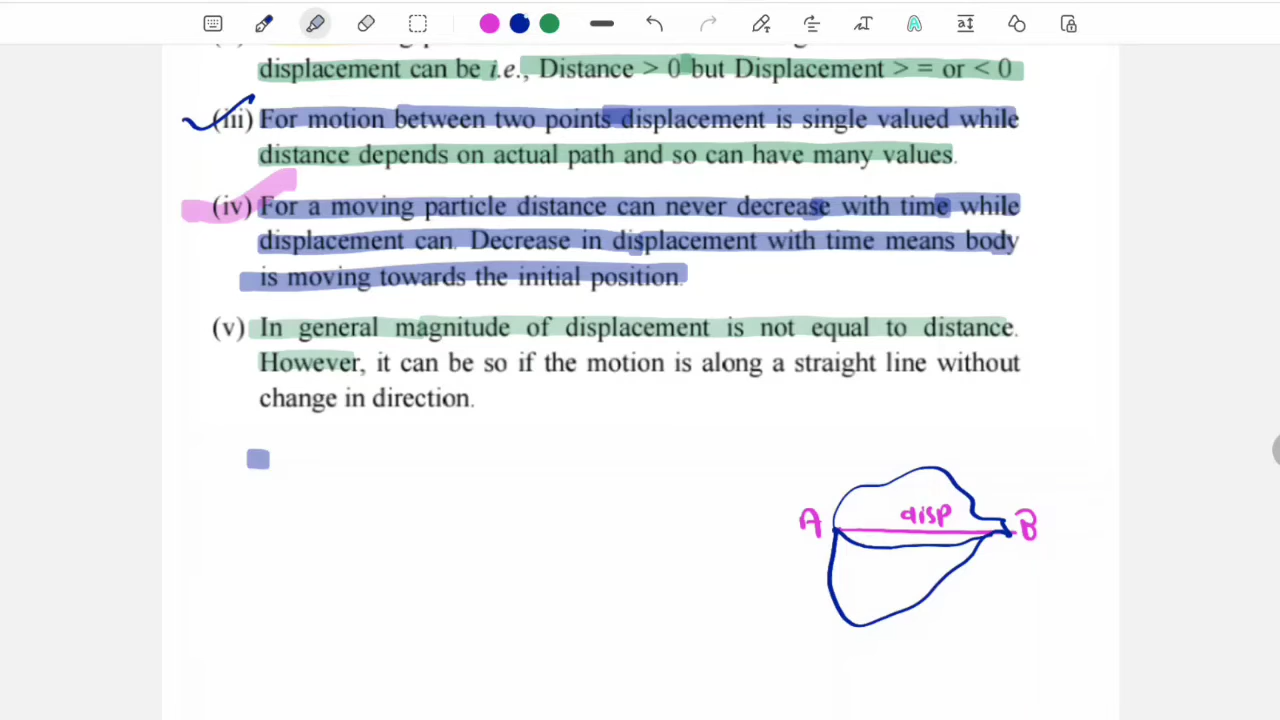 displacement can be i.e., Distance > 0 but Displacement > = or < 0
(iii) For motion between two points displacement is single valued while
distance depends on actual path and so can have many values.
(iv) For a moving particle distance can never decrease with time while
displacement can. Decrease in displacement with time means body
is moving towards the initial position.
(v) In general magnitude of displacement is not equal to distance.
However, it can be so if the motion is along a straight line without
change in direction.
A disp B